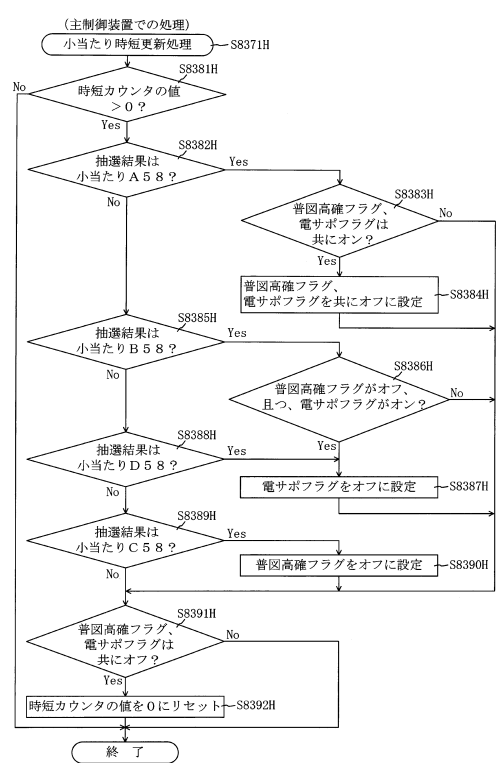 (主制御装置での処理)
小当たり時短更新処理
S8371H
S8381H
No
時短カウンタの値
>0?
Yes
S8382H
抽選結果は
小当たりA58?
Yes
No
S8383H
普図高確フラグ、
電サポフラグは
共にオン?
No
Yes
普図高確フラグ、
電サポフラグを共にオフに設定
S8384H
S8385H
抽選結果は
小当たりB58?
Yes
No
S8386H
普図高確フラグがオフ、
且つ、電サポフラグがオン?
No
Yes
S8388H
抽選結果は
小当たりD58?
Yes
No
電サポフラグをオフに設定
S8387H
S8389H
抽選結果は
小当たりC58?
Yes
No
普図高確フラグをオフに設定
S8390H
S8391H
普図高確フラグ、
電サポフラグは
共にオフ?
No
Yes
時短カウンタの値を0にリセット
S8392H
終 了